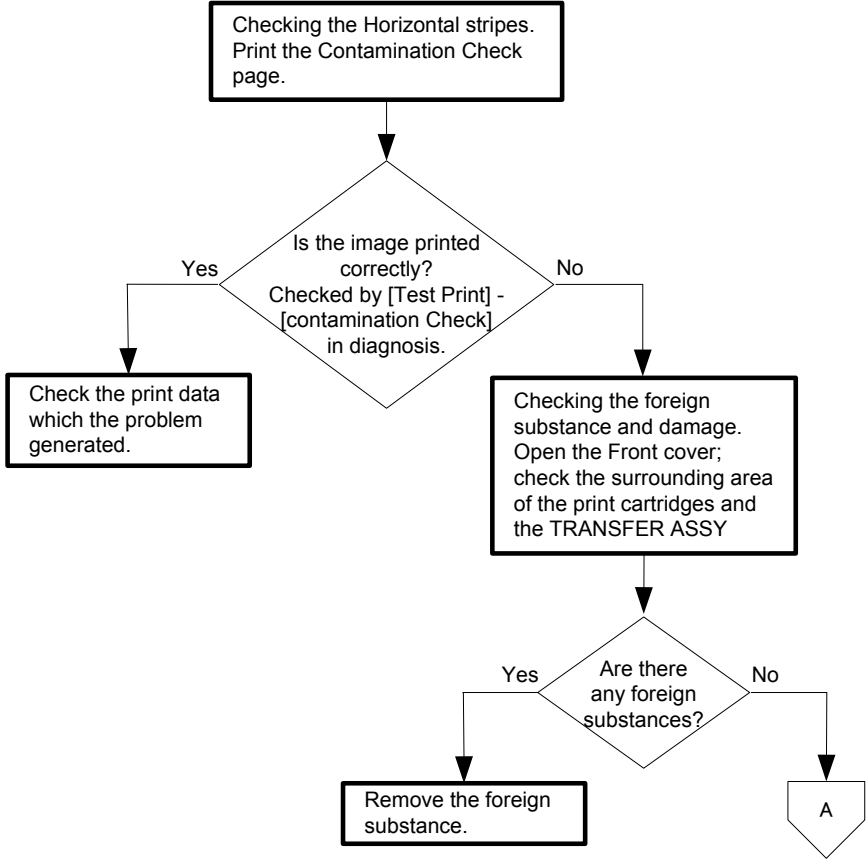 Checking the Horizontal stripes.
Print the Contamination Check
page.
Is the image printed
correctly?
Checked by [Test Print] -
[contamination Check]
in diagnosis.
Yes
No
Check the print data
which the problem
generated.
Checking the foreign
substance and damage.
Open the Front cover;
check the surrounding area
of the print cartridges and
the TRANSFER ASSY
Are there
any foreign
substances?
Yes
No
Remove the foreign
substance.
A